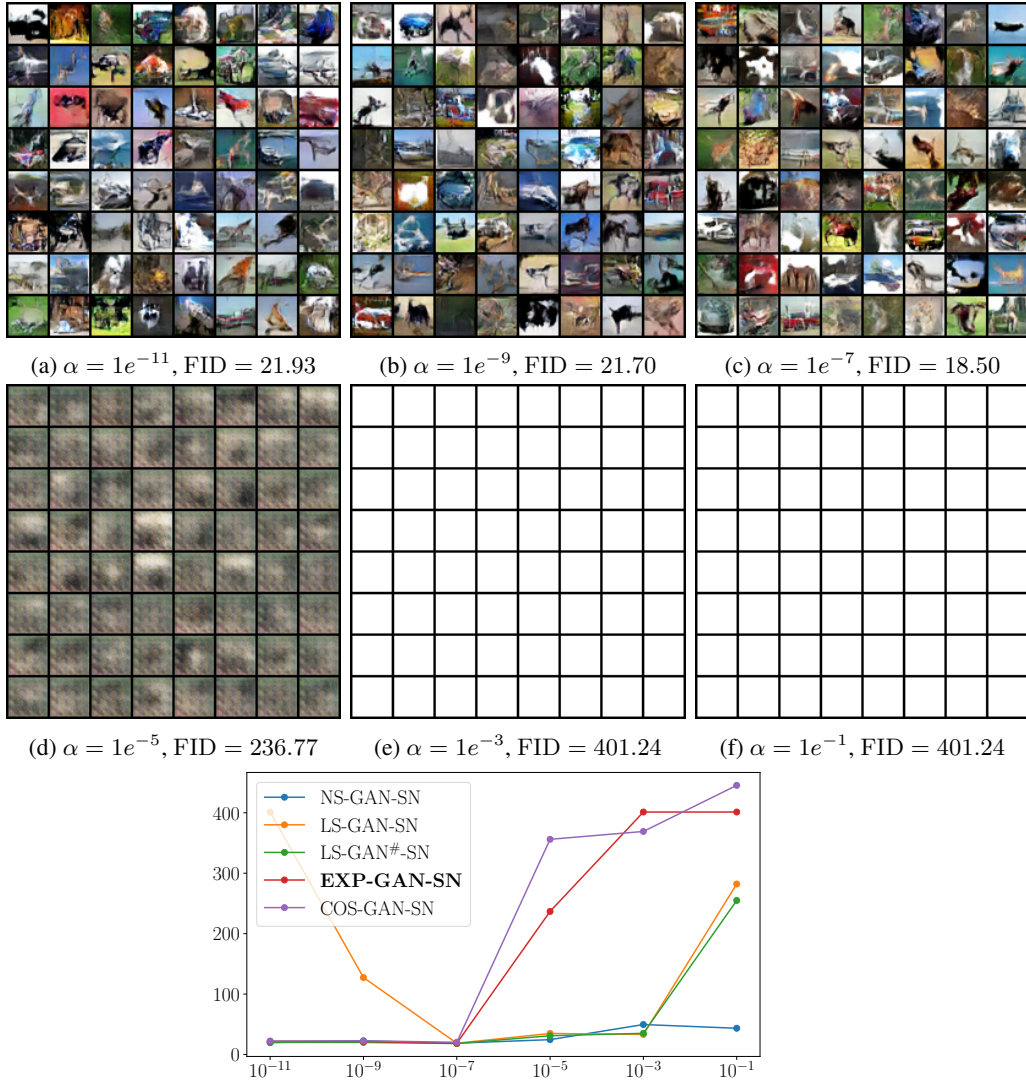 (a) α = 1e⁻¹¹, FID = 21.93 (b) α = 1e⁻⁹, FID = 21.70 (c) α = 1e⁻⁷, FID = 18.50
(d) α = 1e⁻⁵, FID = 236.77 (e) α = 1e⁻³, FID = 401.24 (f) α = 1e⁻¹, FID = 401.24
NS-GAN-SN
LS-GAN-SN
LS-GAN#-SN
EXP-GAN-SN
COS-GAN-SN
400
300
200
100
0
10⁻¹¹ 10⁻⁹ 10⁻⁷ 10⁻⁵ 10⁻³ 10⁻¹